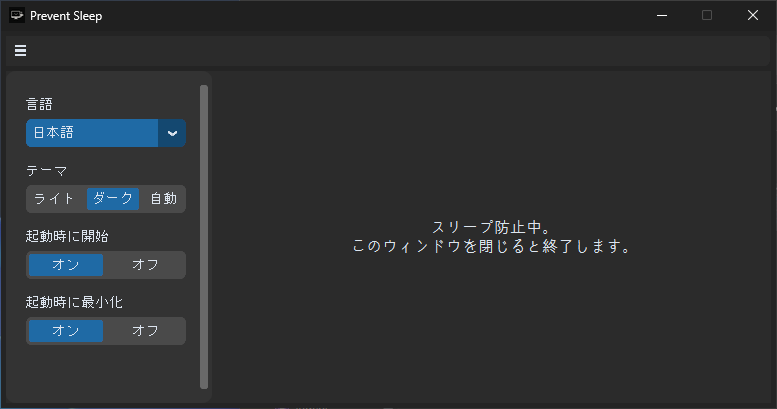 Prevent Sleep
言語
日本語
テーマ
ライト ダーク 自動
起動時に開始
オン オフ
起動時に最小化
オン オフ
スリープ防止中。
このウィンドウを閉じると終了します。